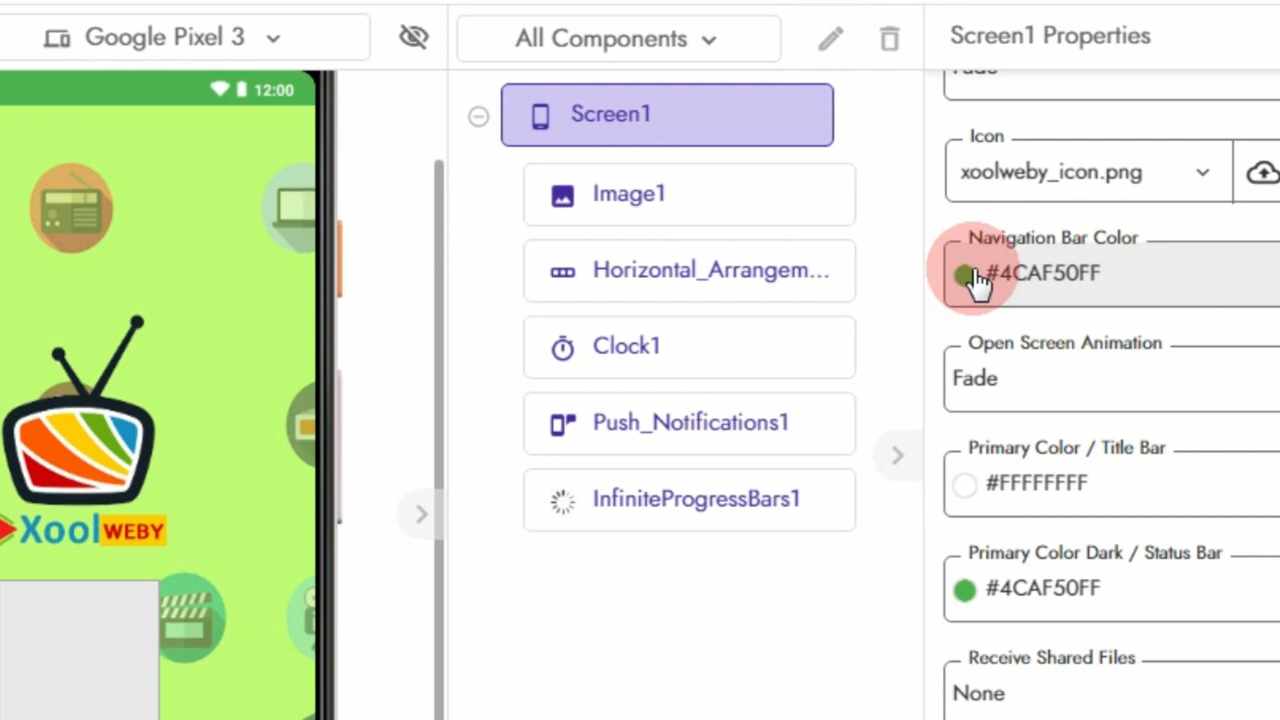 Google Pixel 3
All Components
Screen1 Properties
12:00
Screen1
Image1
Horizontal_Arrangem...
Clock1
Push_Notifications1
InfiniteProgressBars1
Xool WEBY
Fade
Icon
xoolweby_icon.png
Navigation Bar Color
#4CAF50FF
Open Screen Animation
Fade
Primary Color / Title Bar
#FFFFFFFF
Primary Color Dark / Status Bar
#4CAF50FF
Receive Shared Files
None